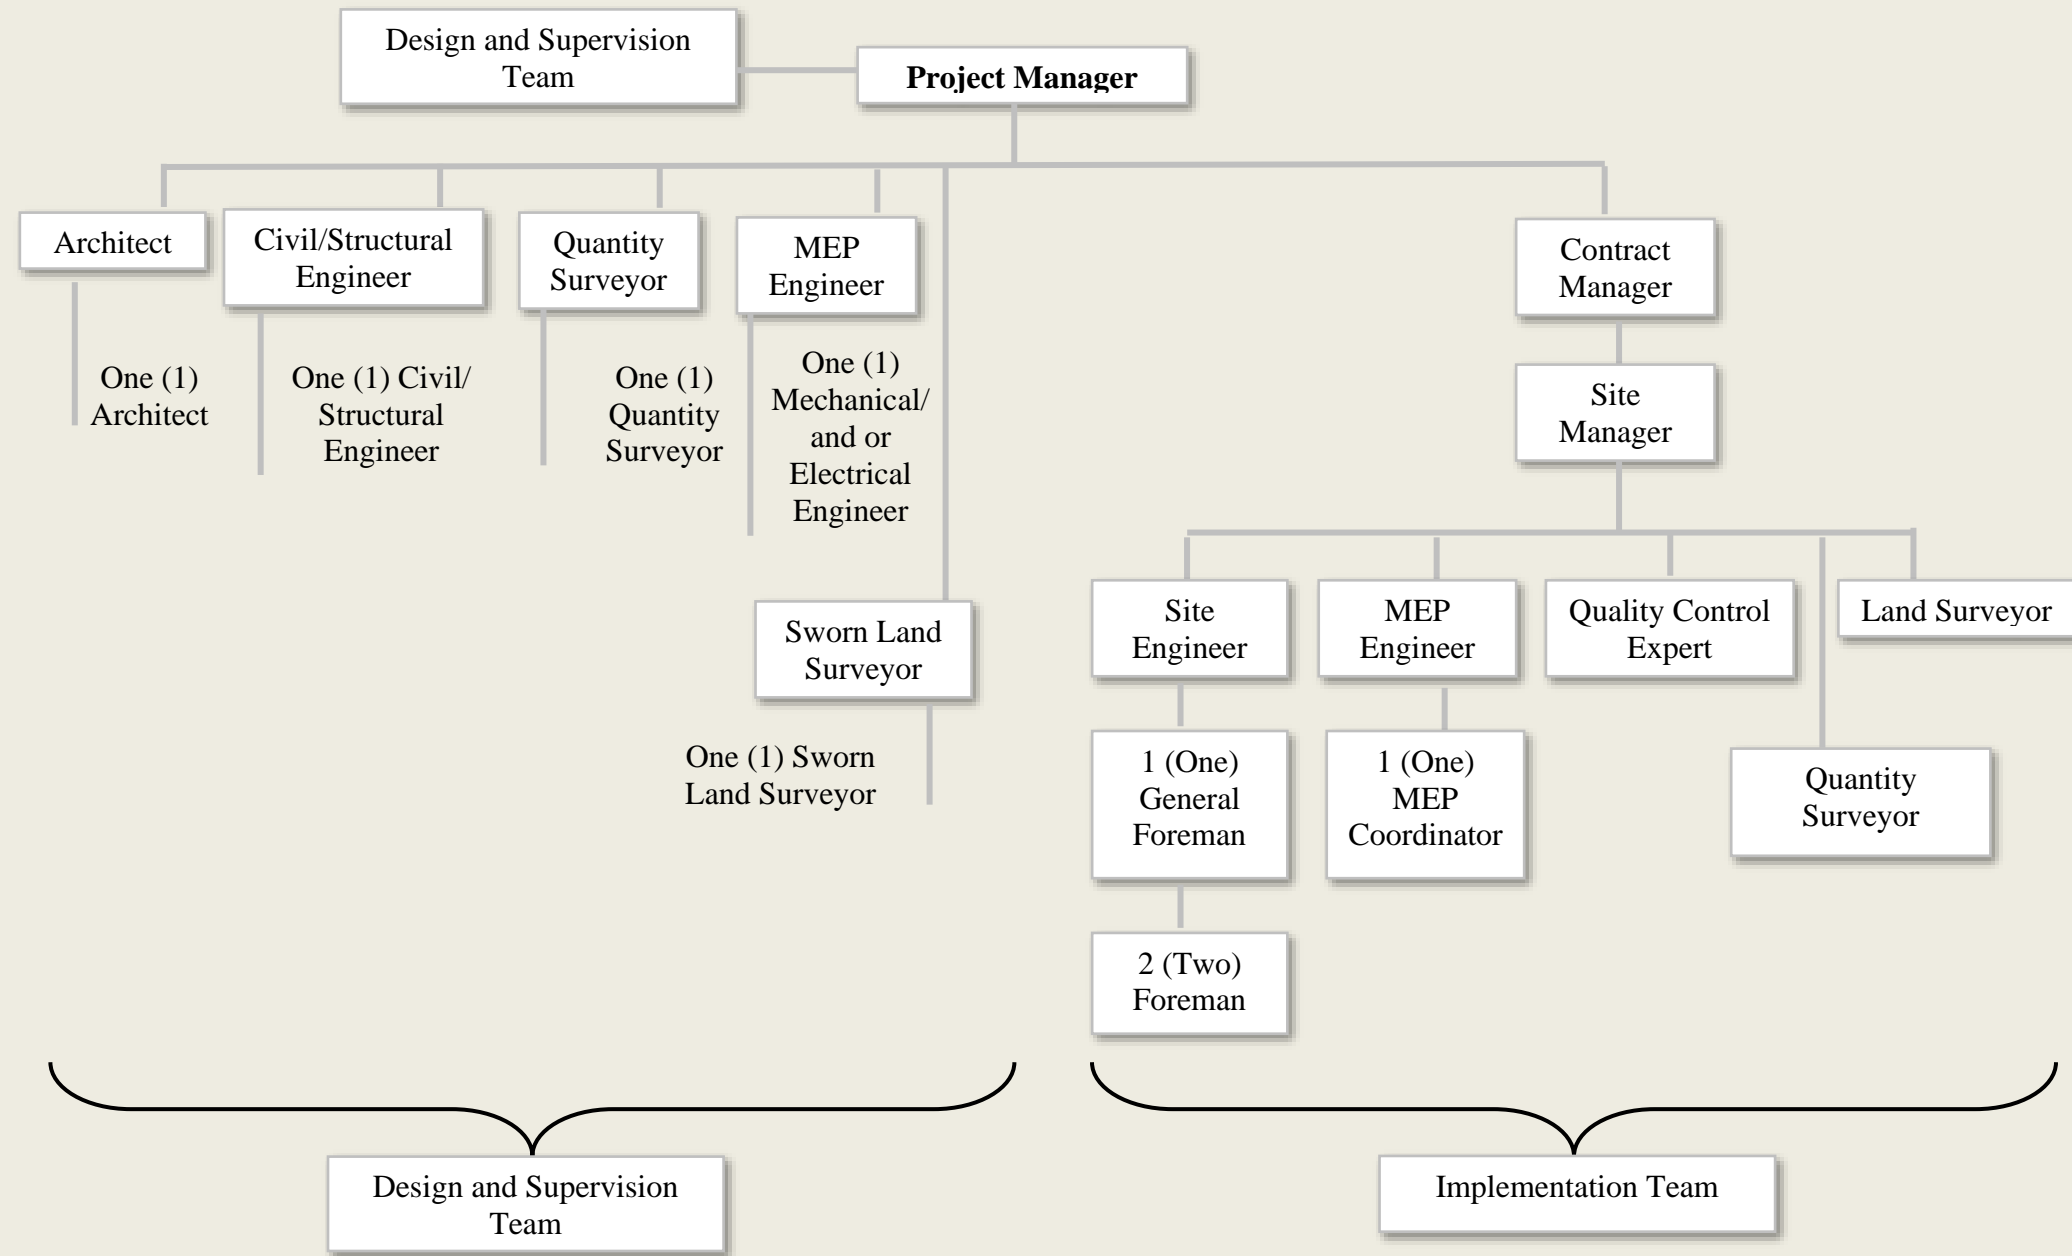 Design and Supervision
Team
Project Manager
Architect
Civil/Structural
Engineer
Quantity
Surveyor
MEP
Engineer
Contract
Manager
One (1)
Architect
One (1) Civil/
Structural
Engineer
One (1)
Quantity
Surveyor
One (1)
Mechanical/
and or
Electrical
Engineer
Site
Manager
Sworn Land
Surveyor
One (1) Sworn
Land Surveyor
Site
Engineer
MEP
Engineer
Quality Control
Expert
Land Surveyor
1 (One)
General
Foreman
1 (One)
MEP
Coordinator
Quantity
Surveyor
2 (Two)
Foreman
Design and Supervision
Team
Implementation Team